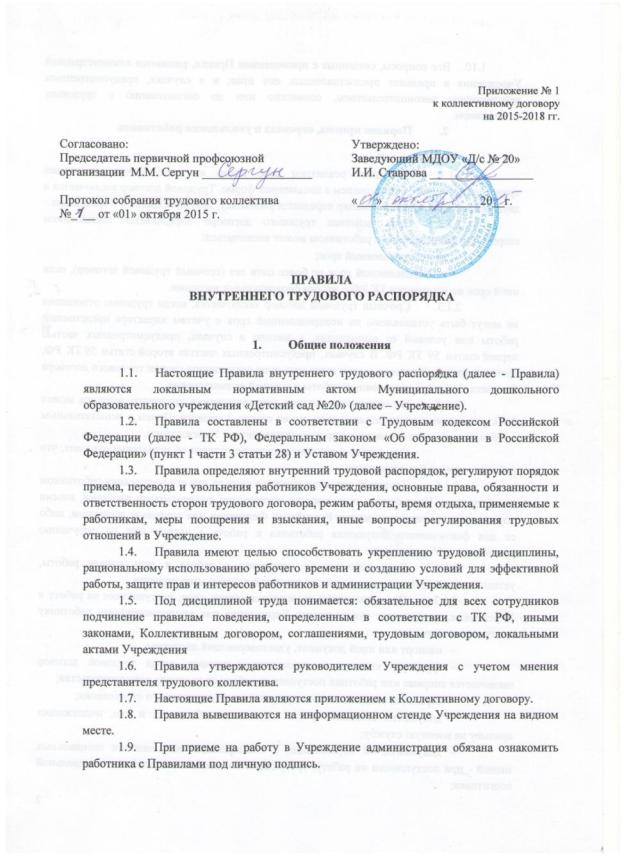 Приложение № 1
к коллективному договору
на 2015-2018 гг.
Согласовано:
Председатель первичной профсоюзной
организации М.М. Сергун Сергун
Протокол собрания трудового коллектива
№ 1 от «01» октября 2015 г.
Утверждено:
Заведующий МДОУ «Д/с № 20»
И.И. Ставрова
«01» октября 2015г.
ПРАВИЛА
ВНУТРЕННЕГО ТРУДОВОГО РАСПОРЯДКА
1. Общие положения
1.1. Настоящие Правила внутреннего трудового распорядка (далее - Правила)
являются локальным нормативным актом Муниципального дошкольного
образовательного учреждения «Детский сад №20» (далее – Учреждение).
1.2. Правила составлены в соответствии с Трудовым кодексом Российской
Федерации (далее - ТК РФ), Федеральным законом «Об образовании в Российской
Федерации» (пункт 1 части 3 статьи 28) и Уставом Учреждения.
1.3. Правила определяют внутренний трудовой распорядок, регулируют порядок
приема, перевода и увольнения работников Учреждения, основные права, обязанности и
ответственность сторон трудового договора, режим работы, время отдыха, применяемые к
работникам, меры поощрения и взыскания, иные вопросы регулирования трудовых
отношений в Учреждение.
1.4. Правила имеют целью способствовать укреплению трудовой дисциплины,
рациональному использованию рабочего времени и созданию условий для эффективной
работы, защите прав и интересов работников и администрации Учреждения.
1.5. Под дисциплиной труда понимается: обязательное для всех сотрудников
подчинение правилам поведения, определенным в соответствии с ТК РФ, иными
законами, Коллективным договором, соглашениями, трудовым договором, локальными
актами Учреждения
1.6. Правила утверждаются руководителем Учреждения с учетом мнения
представителя трудового коллектива.
1.7. Настоящие Правила являются приложением к Коллективному договору.
1.8. Правила вывешиваются на информационном стенде Учреждения на видном
месте.
1.9. При приеме на работу в Учреждение администрация обязана ознакомить
работника с Правилами под личную подпись.